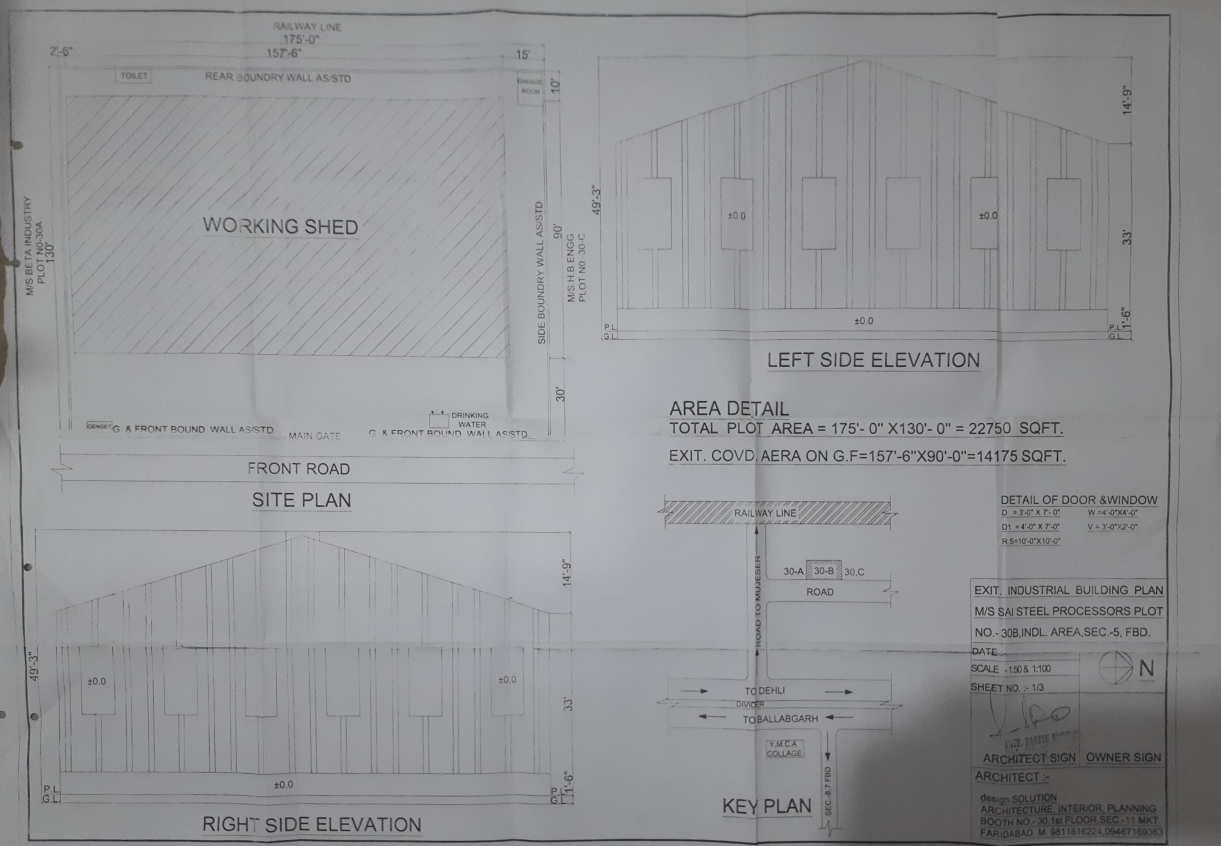 RAILWAY LINE
175'-0"
2'-6"
157'-6"
15'
TOILET
REAR BOUNDRY WALL AS/STD
CHANGE
ROOM
10'
WORKING SHED
M/S BETA INDUSTRY
PLOT N0-30A
130'
SIDE BOUNDRY WALL AS/STD
90'
M/S H.B ENGG
PLOT N0.-30-C
30'
DRINKING
WATER
GENSET
G. & FRONT BOUND. WALL AS/STD
MAIN GATE
G. & FRONT BOUND. WALL AS/STD
FRONT ROAD
SITE PLAN
49'-3"
14'-9"
33'
1'-6"
±0.0
±0.0
±0.0
P.L
G.L
P.L
G.L
LEFT SIDE ELEVATION
AREA DETAIL
TOTAL PLOT AREA = 175'- 0" X130'- 0" = 22750 SQFT.
EXIT. COVD. AERA ON G.F=157'-6"X90'-0"=14175 SQFT.
49'-3"
14'-9"
33'
1'-6"
±0.0
±0.0
±0.0
P.L
G.L
P.L
G.L
RIGHT SIDE ELEVATION
RAILWAY LINE
ROAD TO MUJESER
30-A
30-B
30,C
ROAD
TO DEHLI
DIVIDER
TO BALLABGARH
Y.M.C.A
COLLAGE
SEC.-8,7 FBD
KEY PLAN
DETAIL OF DOOR &WINDOW
D = 3'-0" X 7'- 0"
W =4'-0"X4'-0"
D1 = 4'-0" X 7'-0"
V = 3'-0"X2'-0"
R.S=10'-0"X10'-0"
EXIT. INDUSTRIAL BUILDING PLAN
M/S SAI STEEL PROCESSORS PLOT
NO.- 30B,INDL. AREA,SEC.-5, FBD.
DATE :-
SCALE -1:50 & 1:100
N
SHEET NO. :- 1/3
ARCHITECT SIGN
OWNER SIGN
ARCHITECT :-
design SOLUTION
ARCHITECTURE, INTERIOR, PLANNING
BOOTH NO.- 30,1st FLOOR,SEC -11 MKT
FARIDABAD M. 9811616224,09467169383